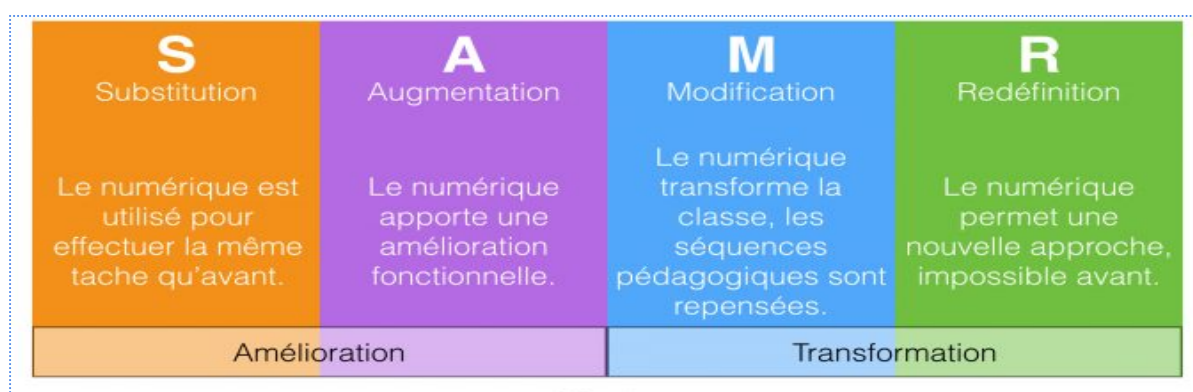 S
Substitution
Le numérique est
utilisé pour
effectuer la même
tache qu'avant.
A
Augmentation
Le numérique
apporte une
amélioration
fonctionnelle.
M
Modification
Le numérique
transforme la
classe, les
séquences
pédagogiques sont
repensées.
R
Redéfinition
Le numérique
permet une
nouvelle approche,
impossible avant.
Amélioration
Transformation